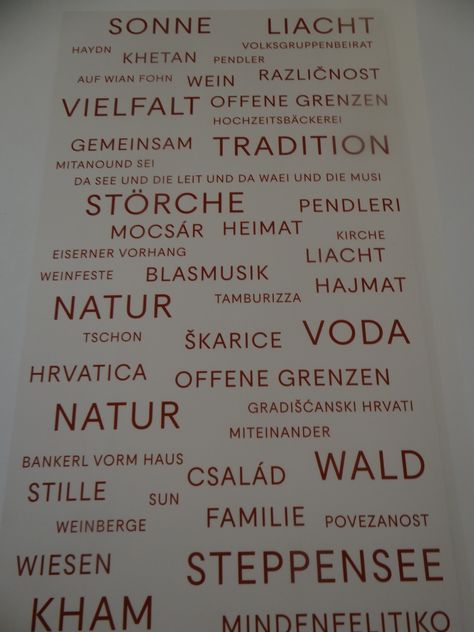 SONNE LIACHT
HAYDN VOLKSGRUPPENBEIRAT
KHETAN PENDLER
AUF WIAN FOHN WEIN RAZLIČNOST
VIELFALT OFFENE GRENZEN
HOCHZEITSBÄCKEREI
GEMEINSAM TRADITION
MITANOUND SEI
DA SEE UND DIE LEIT UND DA WAEI UND DIE MUSI
STÖRCHE PENDLERI
MOCSÁR HEIMAT KIRCHE
EISERNER VORHANG LIACHT
WEINFESTE BLASMUSIK HAJMAT
NATUR TAMBURIZZA
TSCHON ŠKARICE VODA
HRVATICA OFFENE GRENZEN
NATUR GRADIŠĆANSKI HRVATI
MITEINANDER
BANKERL VORM HAUS CSALÁD WALD
STILLE SUN
WEINBERGE FAMILIE POVEZANOST
WIESEN STEPPENSEE
KHAM